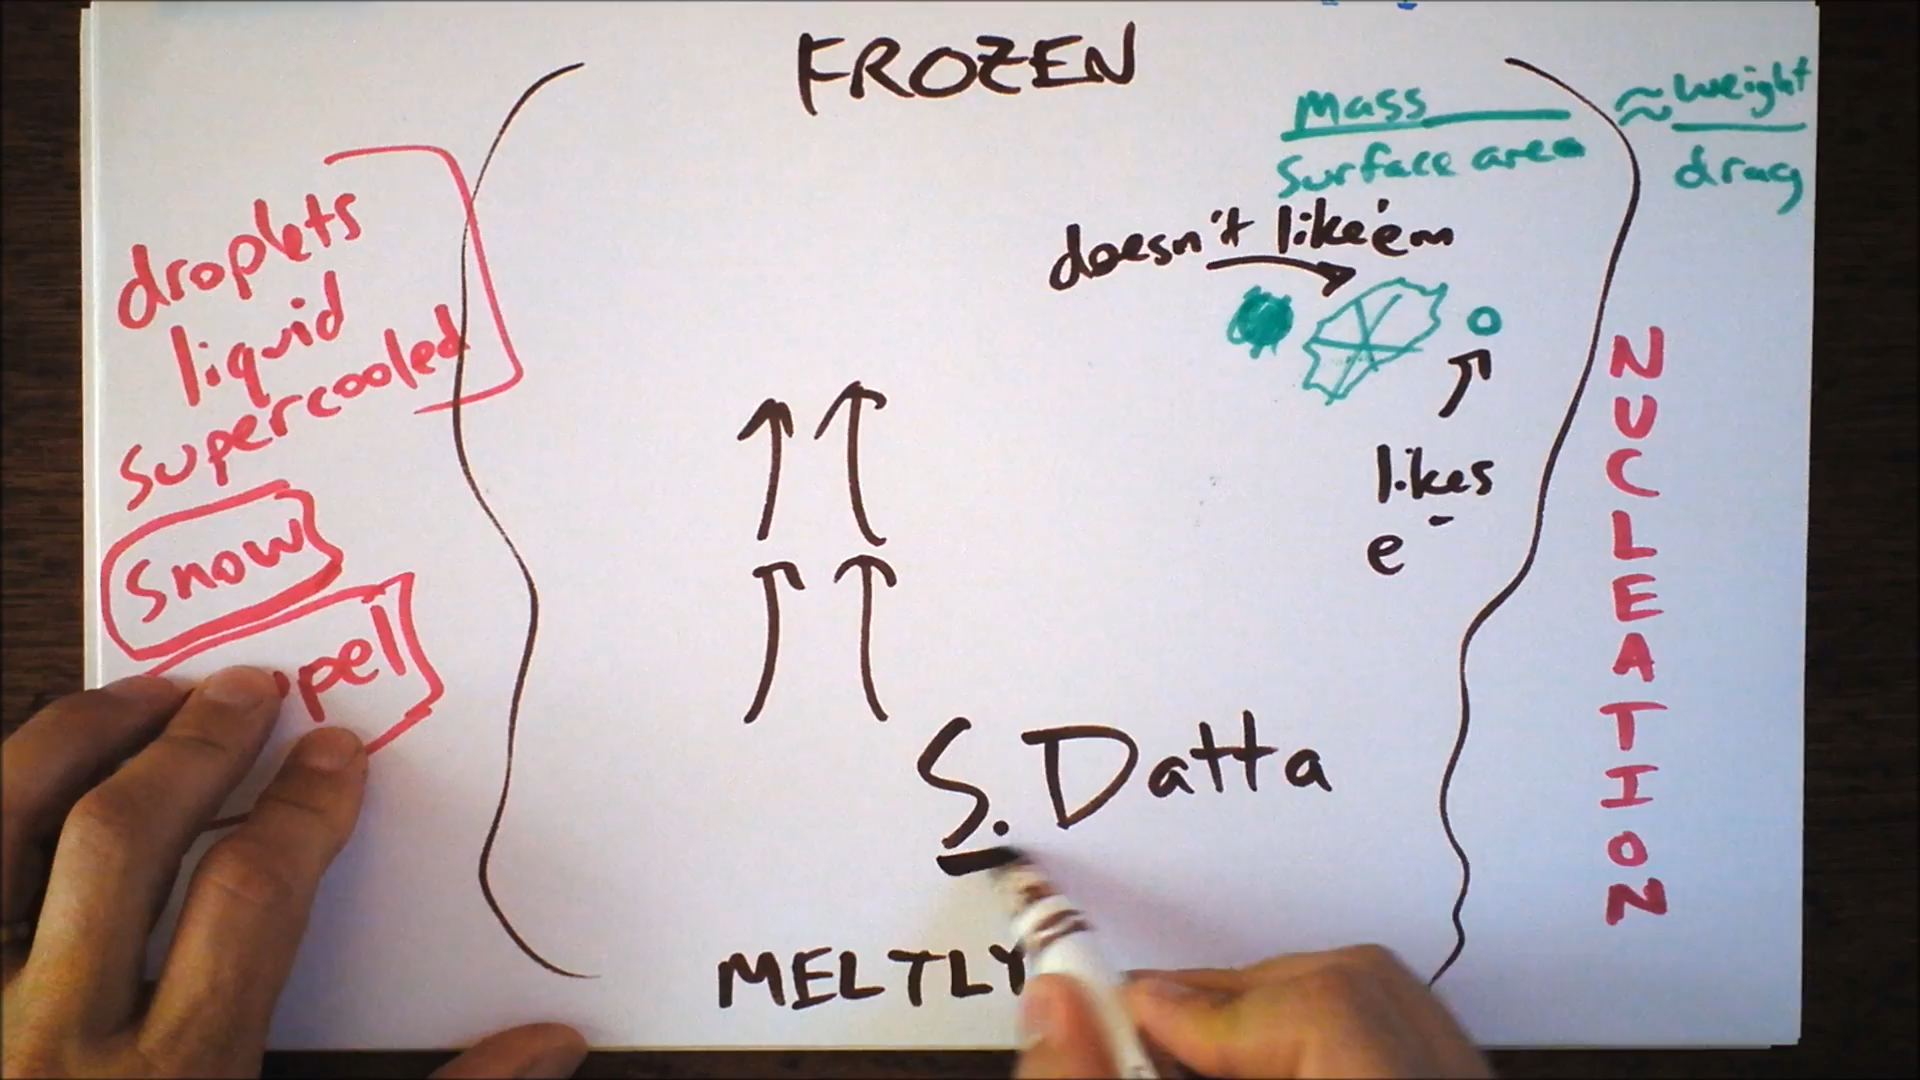 FROZEN
mass
surface area
≈ weight
drag
doesn't like 'em
droplets
liquid
supercooled
snow
likes
e⁻
NUCLEATION
S. Datta
MELTLY